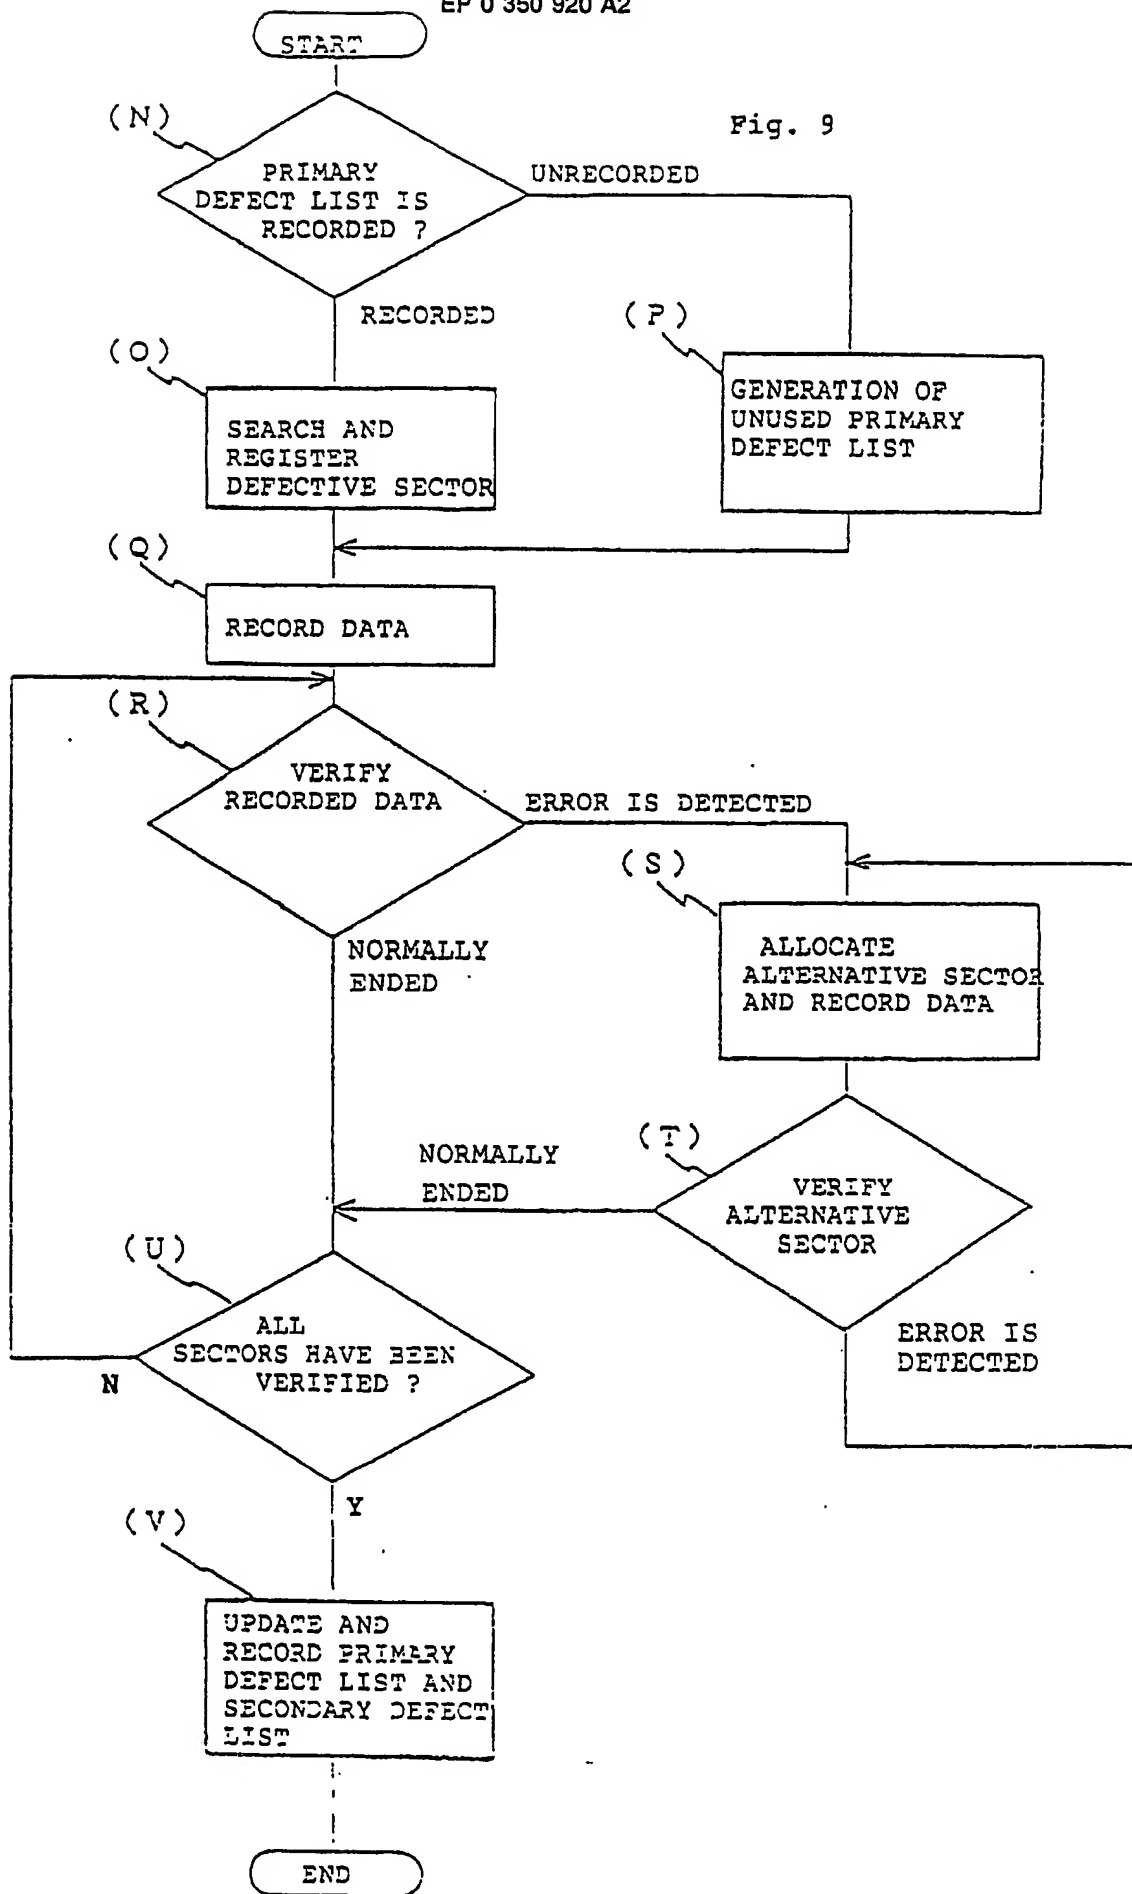 EP 0 350 920 A2
START
Fig. 9
(N)
PRIMARY
DEFECT LIST IS
RECORDED ?
UNRECORDED
RECORDED
(O)
SEARCH AND
REGISTER
DEFECTIVE SECTOR
(P)
GENERATION OF
UNUSED PRIMARY
DEFECT LIST
(Q)
RECORD DATA
(R)
VERIFY
RECORDED DATA
ERROR IS DETECTED
NORMALLY
ENDED
(S)
ALLOCATE
ALTERNATIVE SECTOR
AND RECORD DATA
(T)
VERIFY
ALTERNATIVE
SECTOR
NORMALLY
ENDED
ERROR IS
DETECTED
(U)
ALL
SECTORS HAVE BEEN
VERIFIED ?
N
Y
(V)
UPDATE AND
RECORD PRIMARY
DEFECT LIST AND
SECONDARY DEFECT
LIST
END